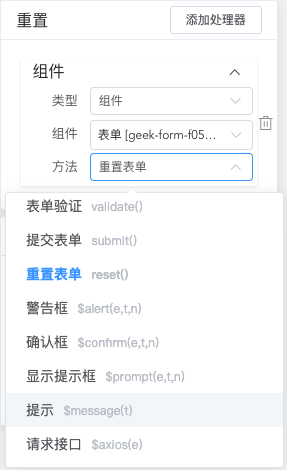 重置 添加处理器
组件
类型 组件
组件 表单 [geek-form-f05...
方法 重置表单
表单验证 validate()
提交表单 submit()
重置表单 reset()
警告框 $alert(e,t,n)
确认框 $confirm(e,t,n)
显示提示框 $prompt(e,t,n)
提示 $message(t)
请求接口 $axios(e)